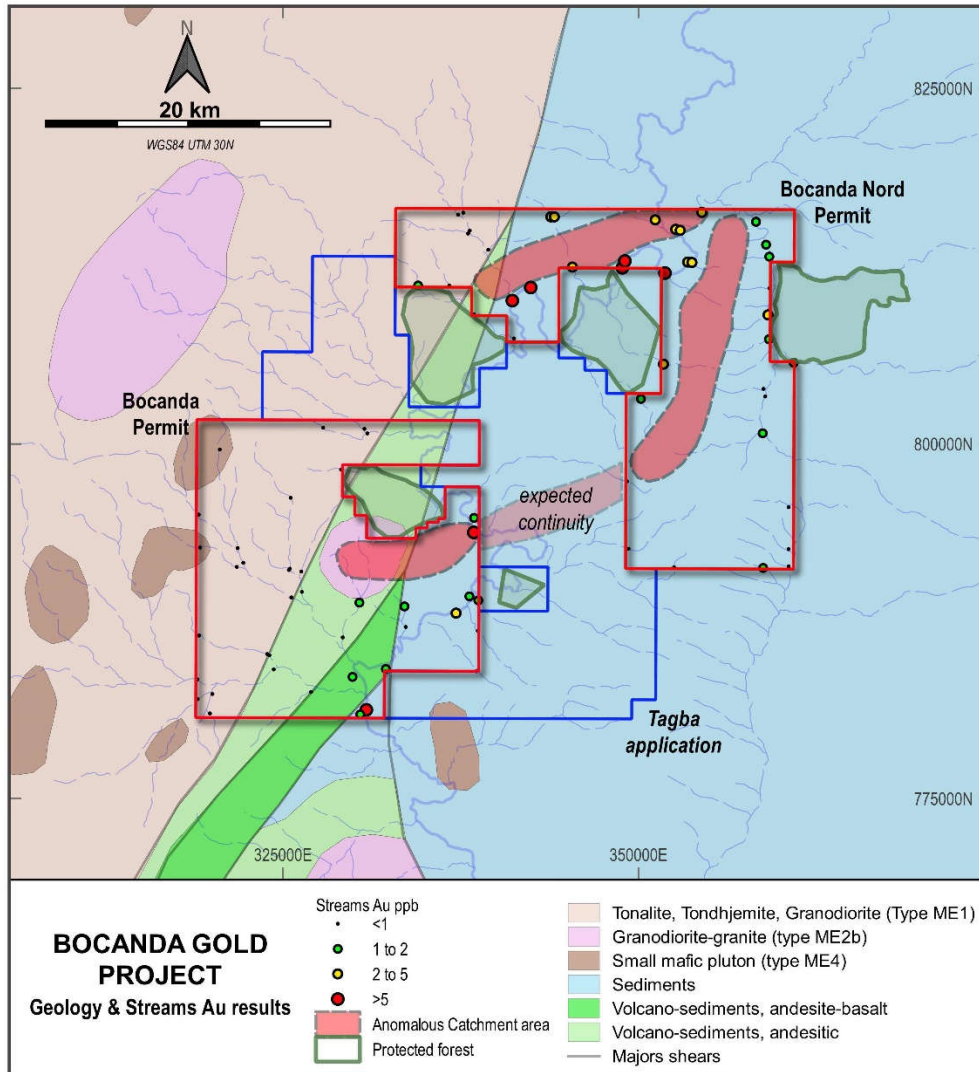 N
20 km
WGS84 UTM 30N
825000N
Bocanda Nord
Permit
Bocanda
Permit
800000N
expected
continuity
Tagba
application
775000N
325000E
350000E
BOCANDA GOLD
PROJECT
Geology & Streams Au results
Streams Au ppb
<1
1 to 2
2 to 5
>5
Anomalous Catchment area
Protected forest
Tonalite, Tondhjemite, Granodiorite (Type ME1)
Granodiorite-granite (type ME2b)
Small mafic pluton (type ME4)
Sediments
Volcano-sediments, andesite-basalt
Volcano-sediments, andesitic
Majors shears